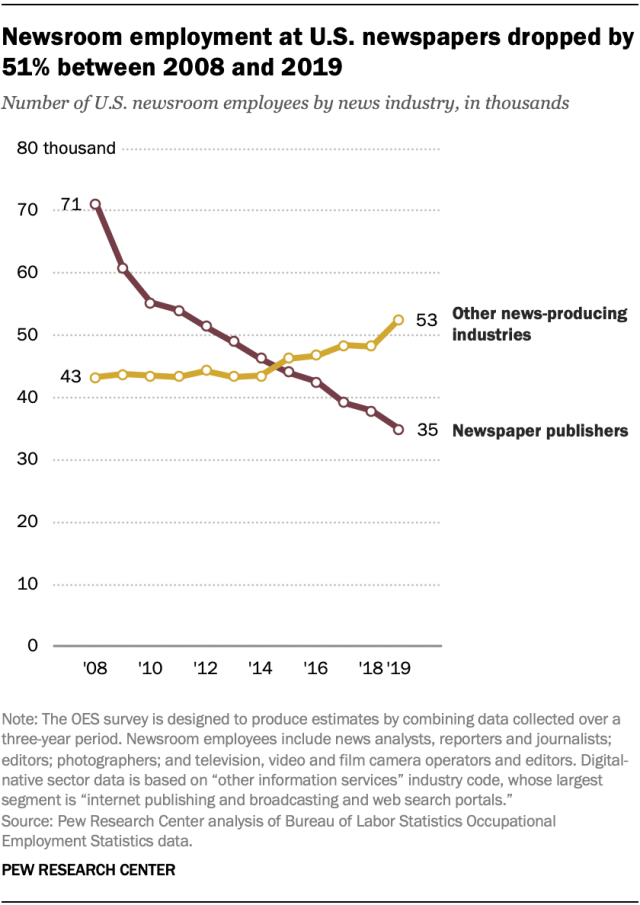 Newsroom employment at U.S. newspapers dropped by
51% between 2008 and 2019
Number of U.S. newsroom employees by news industry, in thousands
80 thousand
71
70
60
53
Other news-producing
industries
50
43
40
35
Newspaper publishers
30
20
10
0
'08 '10 '12 '14 '16 '18 '19
Note: The OES survey is designed to produce estimates by combining data collected over a
three-year period. Newsroom employees include news analysts, reporters and journalists;
editors; photographers; and television, video and film camera operators and editors. Digital-
native sector data is based on “other information services” industry code, whose largest
segment is “internet publishing and broadcasting and web search portals.”
Source: Pew Research Center analysis of Bureau of Labor Statistics Occupational
Employment Statistics data.
PEW RESEARCH CENTER